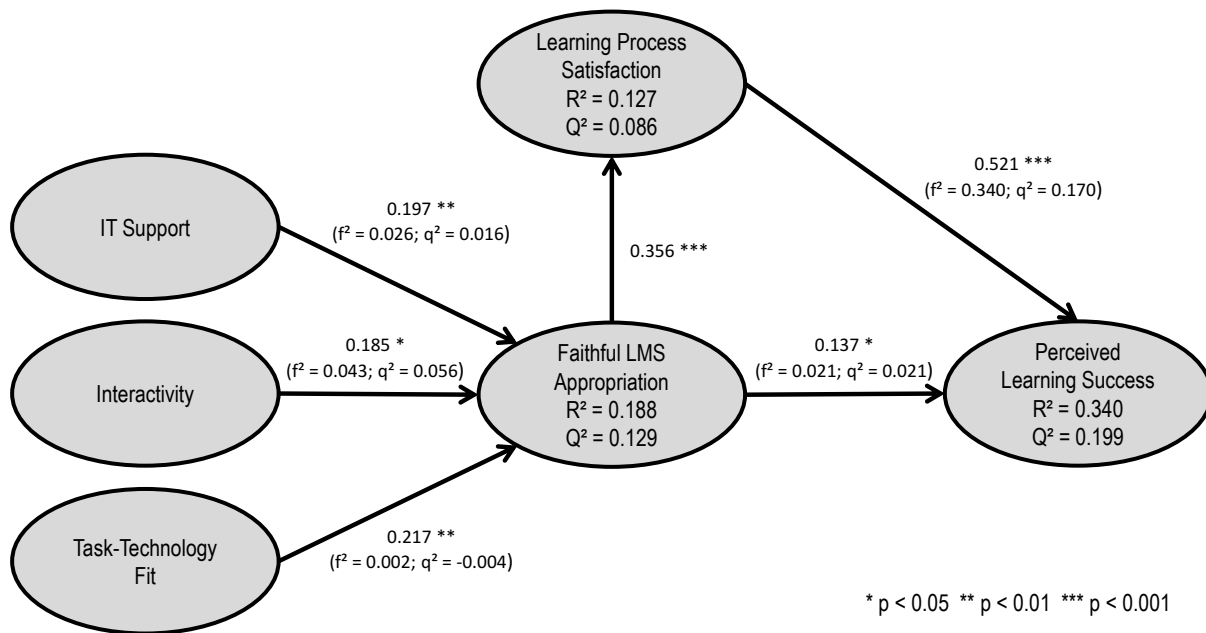 Learning Process
Satisfaction
R² = 0.127
Q² = 0.086
0.521 ***
(f² = 0.340; q² = 0.170)
IT Support
0.197 **
(f² = 0.026; q² = 0.016)
0.356 ***
Interactivity
0.185 *
(f² = 0.043; q² = 0.056)
Faithful LMS
Appropriation
R² = 0.188
Q² = 0.129
0.137 *
(f² = 0.021; q² = 0.021)
Perceived
Learning Success
R² = 0.340
Q² = 0.199
Task-Technology
Fit
0.217 **
(f² = 0.002; q² = -0.004)
* p < 0.05 ** p < 0.01 *** p < 0.001